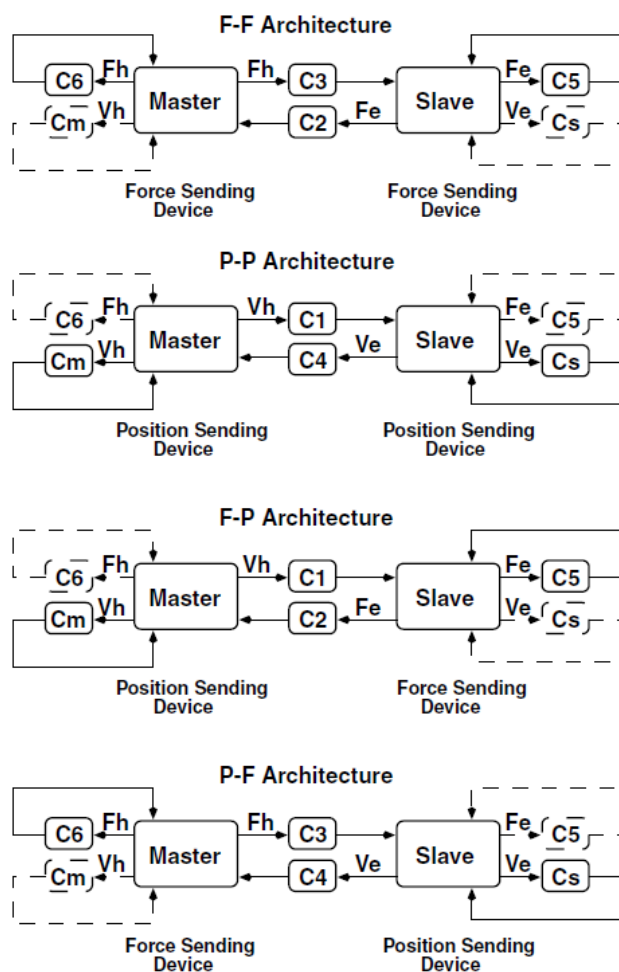 F-F Architecture
C6 Fh Master Fh C3 Slave Fe C5
Cm Vh C2 Fe Ve Cs
Force Sending Device Force Sending Device
P-P Architecture
C6 Fh Master Vh C1 Slave Fe C5
Cm Vh C4 Ve Ve Cs
Position Sending Device Position Sending Device
F-P Architecture
C6 Fh Master Vh C1 Slave Fe C5
Cm Vh C2 Fe Ve Cs
Position Sending Device Force Sending Device
P-F Architecture
C6 Fh Master Fh C3 Slave Fe C5
Cm Vh C4 Ve Ve Cs
Force Sending Device Position Sending Device